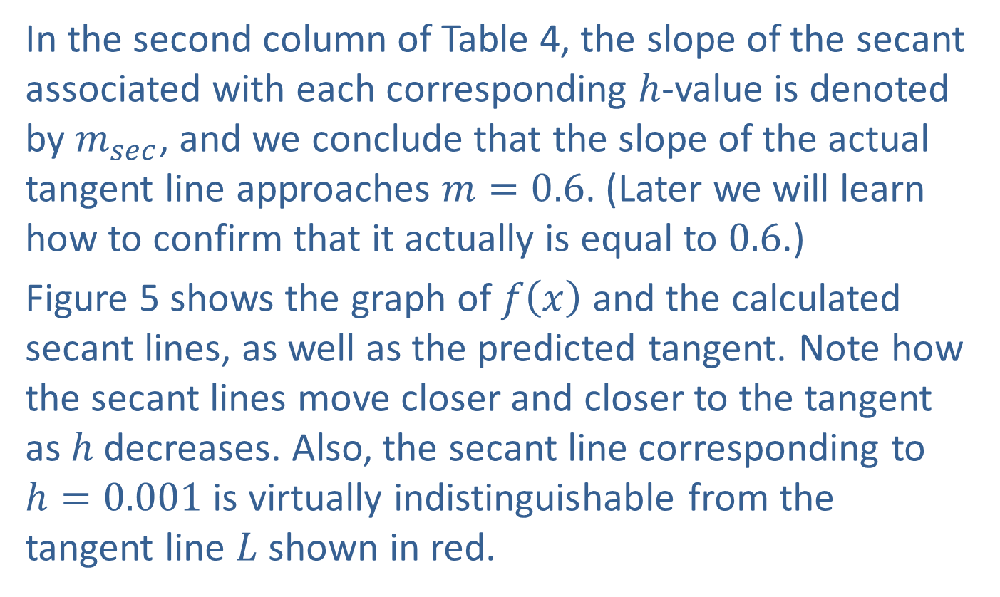 In the second column of Table 4, the slope of the secant
associated with each corresponding h-value is denoted
by m_sec, and we conclude that the slope of the actual
tangent line approaches m = 0.6. (Later we will learn
how to confirm that it actually is equal to 0.6.)
Figure 5 shows the graph of f(x) and the calculated
secant lines, as well as the predicted tangent. Note how
the secant lines move closer and closer to the tangent
as h decreases. Also, the secant line corresponding to
h = 0.001 is virtually indistinguishable from the
tangent line L shown in red.